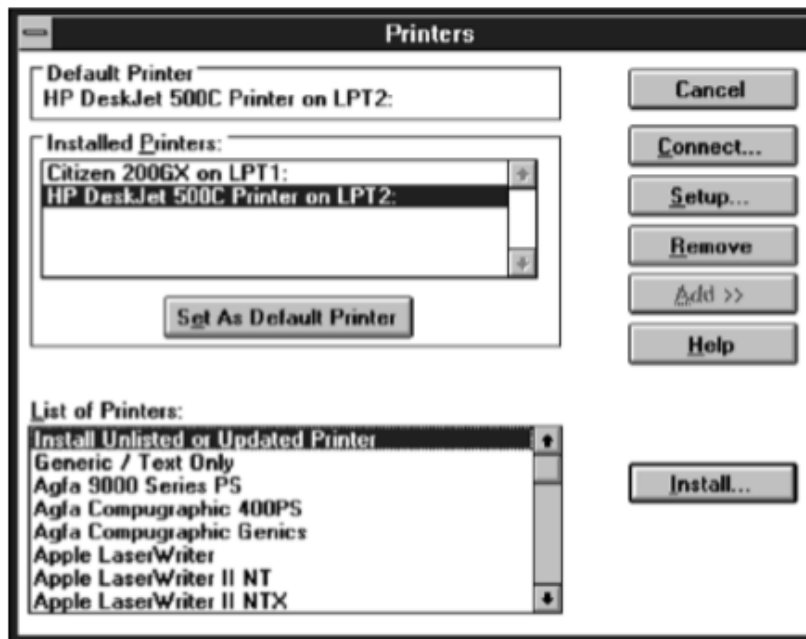 Printers
Default Printer
HP DeskJet 500C Printer on LPT2:
Cancel
Installed Printers:
Citizen 200GX on LPT1:
HP DeskJet 500C Printer on LPT2:
Set As Default Printer
Connect...
Setup...
Remove
Add >>
Help
List of Printers:
Install Unlisted or Updated Printer
Generic / Text Only
Agfa 9000 Series PS
Agfa Compugraphic 400PS
Agfa Compugraphic Genics
Apple LaserWriter
Apple LaserWriter II NT
Apple LaserWriter II NTX
Install...